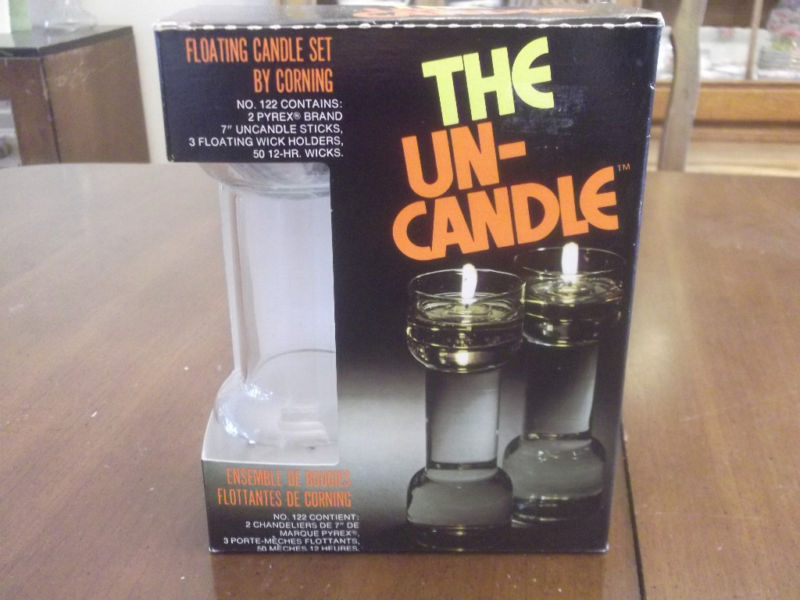 FLOATING CANDLE SET
BY CORNING
NO. 122 CONTAINS:
2 PYREX® BRAND
7" UNCANDLE STICKS,
3 FLOATING WICK HOLDERS,
50 12-HR. WICKS.
THE
UN-
CANDLE™
ENSEMBLE DE BOUGIES
FLOTTANTES DE CORNING
NO. 122 CONTIENT:
2 CHANDELIERS DE 7" DE
MARQUE PYREX®,
3 PORTE-MÈCHES FLOTTANTS,
50 MÈCHES 12 HEURES.